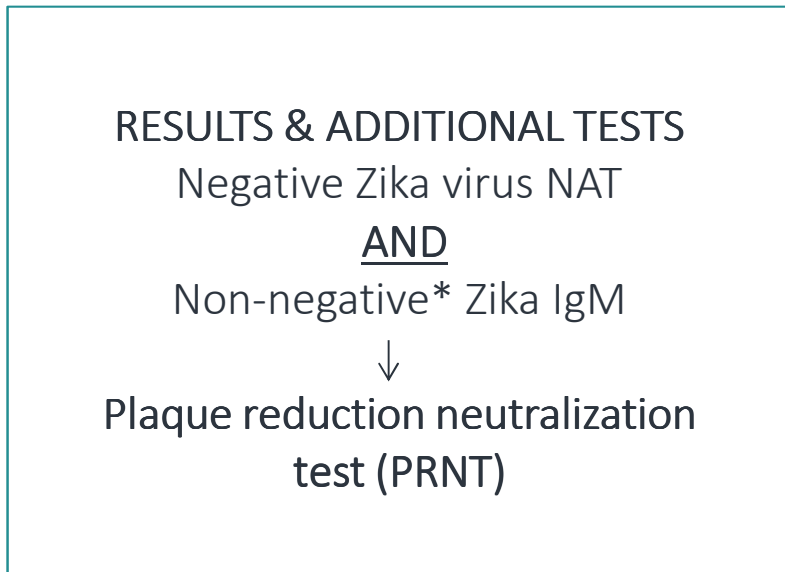 RESULTS & ADDITIONAL TESTS
Negative Zika virus NAT
AND
Non-negative* Zika IgM
↓
Plaque reduction neutralization
test (PRNT)